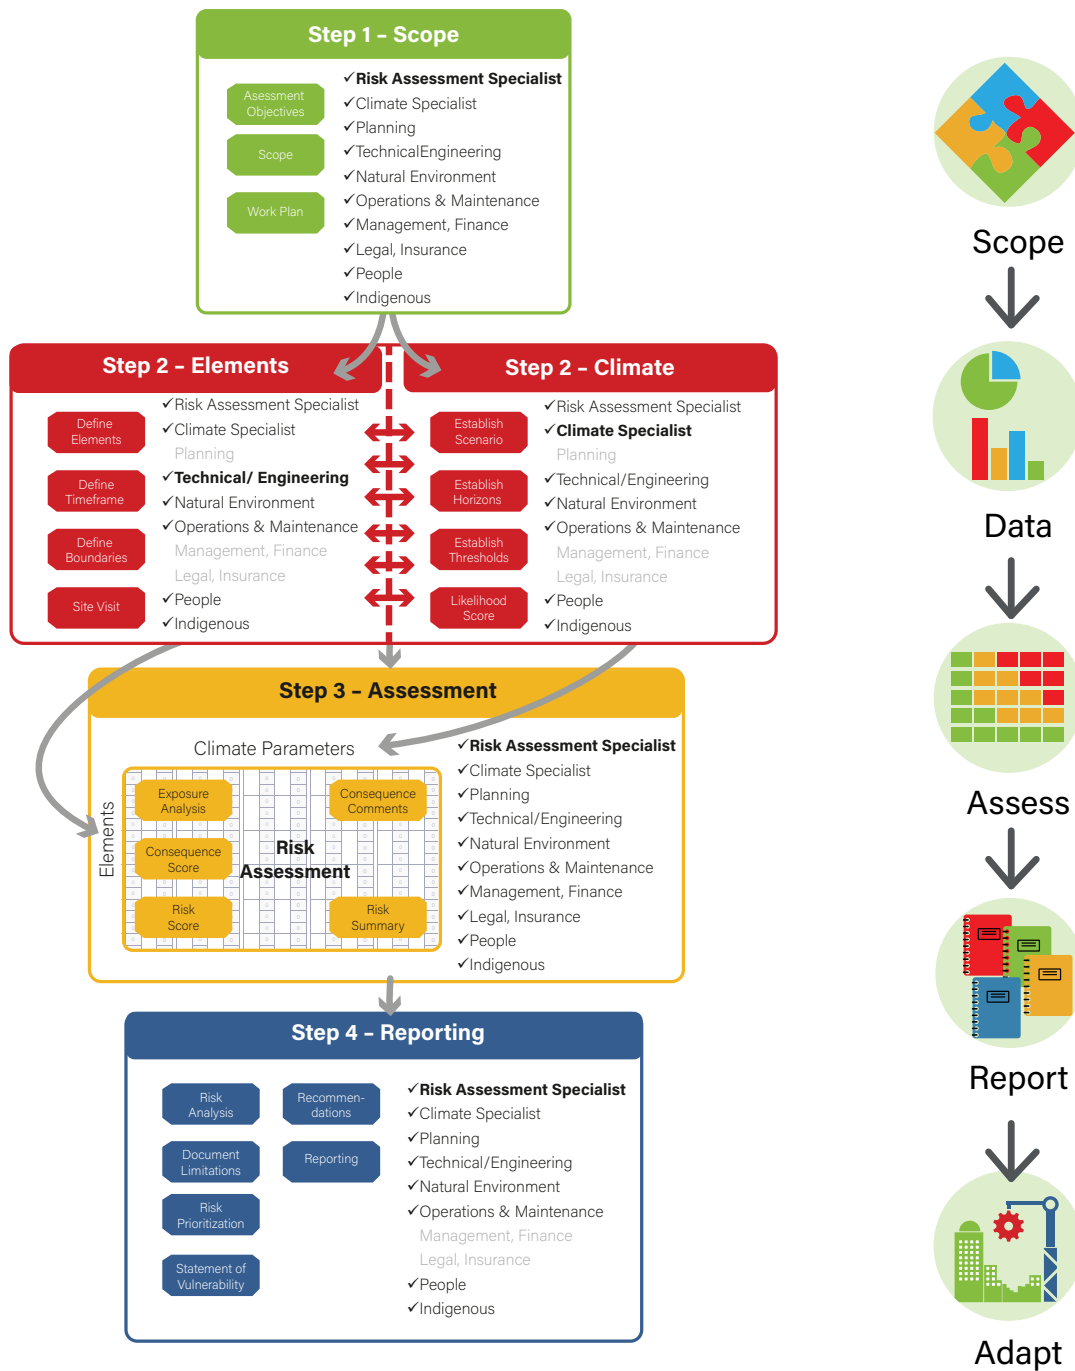 Step 1 – Scope
Asessment
Objectives
Scope
Work Plan
✓Risk Assessment Specialist
✓Climate Specialist
✓Planning
✓TechnicalEngineering
✓Natural Environment
✓Operations & Maintenance
✓Management, Finance
✓Legal, Insurance
✓People
✓Indigenous
Step 2 – Elements
Define
Elements
Define
Timeframe
Define
Boundaries
Site Visit
✓Risk Assessment Specialist
✓Climate Specialist
Planning
✓Technical/ Engineering
✓Natural Environment
✓Operations & Maintenance
Management, Finance
Legal, Insurance
✓People
✓Indigenous
Step 2 – Climate
Establish
Scenario
Establish
Horizons
Establish
Thresholds
Likelihood
Score
✓Risk Assessment Specialist
✓Climate Specialist
Planning
✓Technical/Engineering
✓Natural Environment
✓Operations & Maintenance
Management, Finance
Legal, Insurance
✓People
✓Indigenous
Step 3 – Assessment
Climate Parameters
Elements
Exposure
Analysis
Consequence
Comments
Consequence
Score
Risk
Assessment
Risk
Score
Risk
Summary
✓Risk Assessment Specialist
✓Climate Specialist
✓Planning
✓Technical/Engineering
✓Natural Environment
✓Operations & Maintenance
✓Management, Finance
✓Legal, Insurance
✓People
✓Indigenous
Step 4 – Reporting
Risk
Analysis
Recommen-
dations
Document
Limitations
Reporting
Risk
Prioritization
Statement of
Vulnerability
✓Risk Assessment Specialist
✓Climate Specialist
✓Planning
✓Technical/Engineering
✓Natural Environment
✓Operations & Maintenance
Management, Finance
Legal, Insurance
✓People
✓Indigenous
Scope
Data
Assess
Report
Adapt